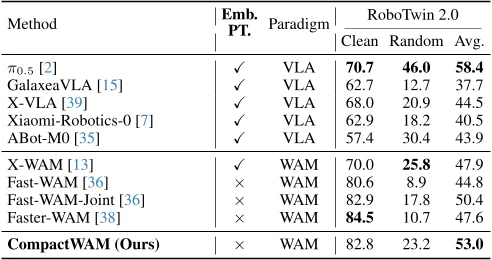 Method Emb. PT. Paradigm RoboTwin 2.0
Clean Random Avg.
π0.5 [2] ✓ VLA 70.7 46.0 58.4
GalaxeaVLA [15] ✓ VLA 62.7 12.7 37.7
X-VLA [39] ✓ VLA 68.0 20.9 44.5
Xiaomi-Robotics-0 [7] ✓ VLA 62.9 18.2 40.5
ABot-M0 [35] ✓ VLA 57.4 30.4 43.9
X-WAM [13] ✓ WAM 70.0 25.8 47.9
Fast-WAM [36] × WAM 80.6 8.9 44.8
Fast-WAM-Joint [36] × WAM 82.9 17.8 50.4
Faster-WAM [38] × WAM 84.5 10.7 47.6
CompactWAM (Ours) × WAM 82.8 23.2 53.0